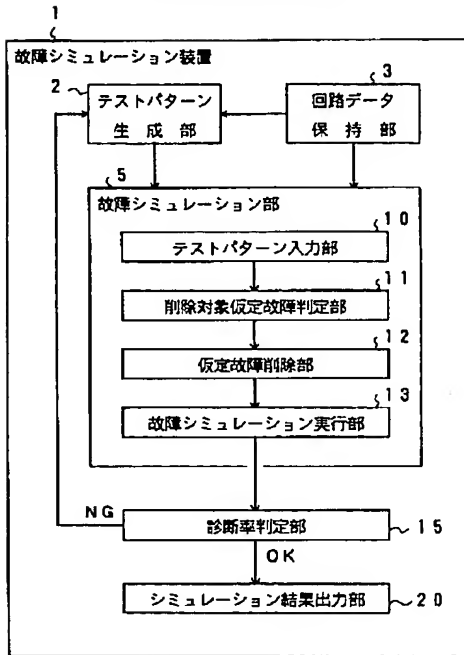 1
故障シミュレーション装置
2
テストパターン
生成部
3
回路データ
保持部
5
故障シミュレーション部
10
テストパターン入力部
11
削除対象仮定故障判定部
12
仮定故障削除部
13
故障シミュレーション実行部
NG
診断率判定部
15
OK
シミュレーション結果出力部
20